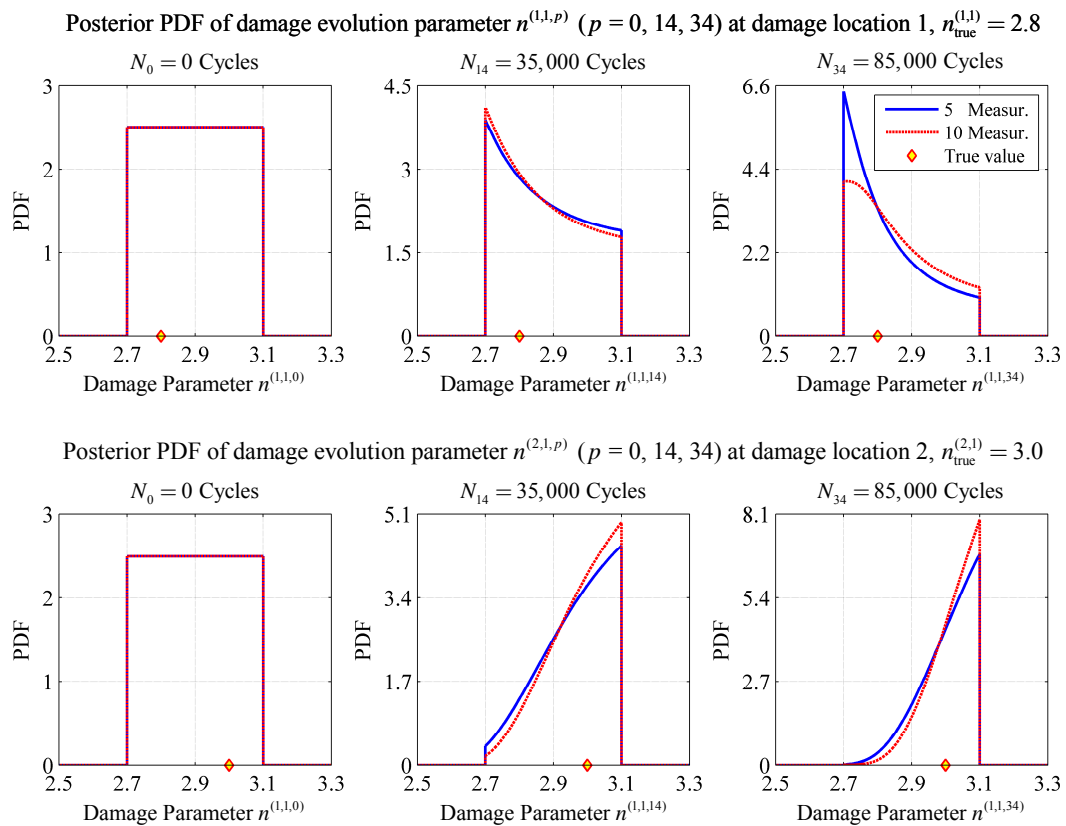 Posterior PDF of damage evolution parameter n^(1,1,p) (p = 0, 14, 34) at damage location 1, n_true^(1,1) = 2.8
N_0 = 0 Cycles
3
2
1
0
PDF
2.5 2.7 2.9 3.1 3.3
Damage Parameter n^(1,1,0)
N_14 = 35,000 Cycles
4.5
3
1.5
0
PDF
2.5 2.7 2.9 3.1 3.3
Damage Parameter n^(1,1,14)
N_34 = 85,000 Cycles
6.6
4.4
2.2
0
PDF
5 Measur.
10 Measur.
True value
2.5 2.7 2.9 3.1 3.3
Damage Parameter n^(1,1,34)
Posterior PDF of damage evolution parameter n^(2,1,p) (p = 0, 14, 34) at damage location 2, n_true^(2,1) = 3.0
N_0 = 0 Cycles
3
2
1
0
PDF
2.5 2.7 2.9 3.1 3.3
Damage Parameter n^(1,1,0)
N_14 = 35,000 Cycles
5.1
3.4
1.7
0
PDF
2.5 2.7 2.9 3.1 3.3
Damage Parameter n^(1,1,14)
N_34 = 85,000 Cycles
8.1
5.4
2.7
0
PDF
2.5 2.7 2.9 3.1 3.3
Damage Parameter n^(1,1,34)